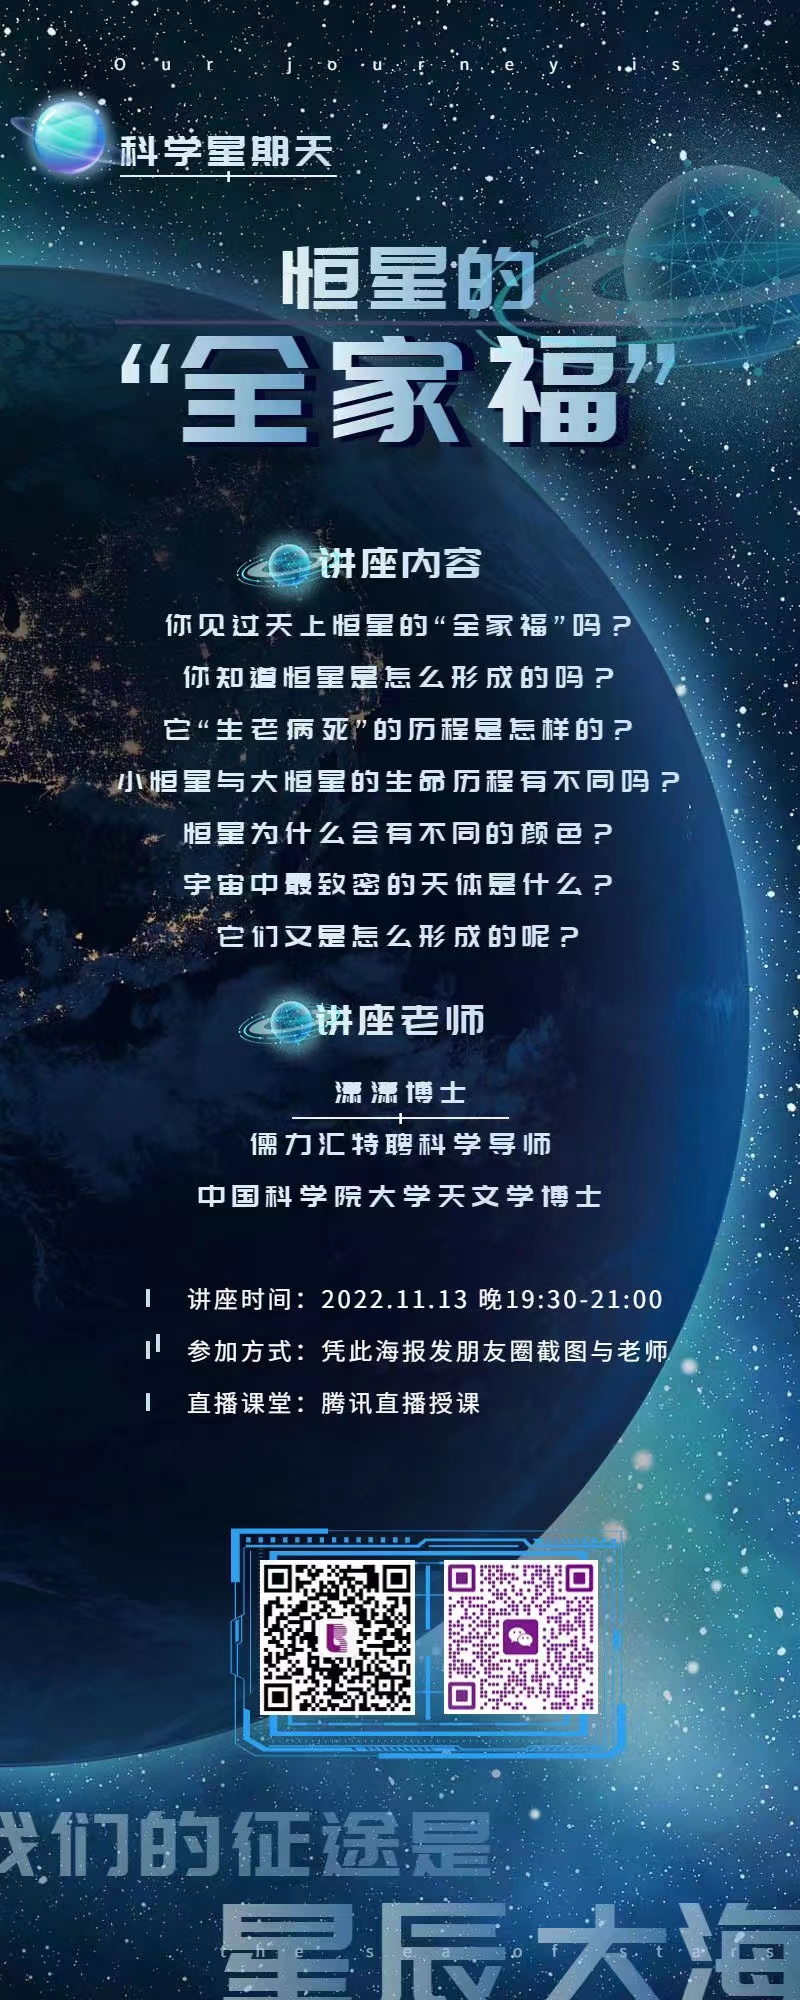 Our journey is
科学星期天
恒星的
“全家福”
讲座内容
你见过天上恒星的“全家福”吗？
你知道恒星是怎么形成的吗？
它“生老病死”的历程是怎样的？
小恒星与大恒星的生命历程有不同吗？
恒星为什么会有不同的颜色？
宇宙中最致密的天体是什么？
它们又是怎么形成的呢？
讲座老师
潇潇博士
儒力汇特聘科学导师
中国科学院大学天文学博士
讲座时间：2022.11.13 晚19:30-21:00
参加方式：凭此海报发朋友圈截图与老师
直播课堂：腾讯直播授课
我们的征途是
星辰大海
the sea of stars